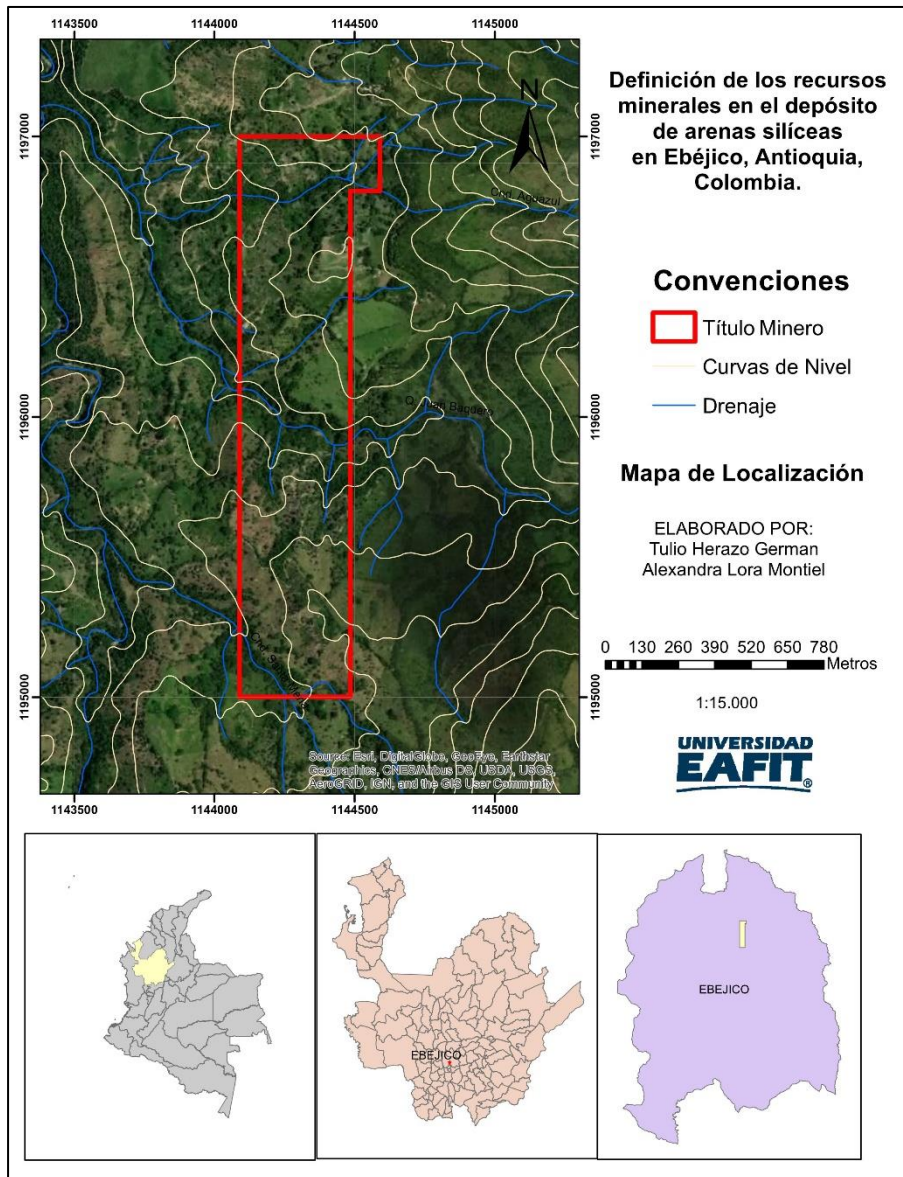 1143500 1144000 1144500 1145000
Definición de los recursos
minerales en el depósito
de arenas silíceas
en Ebéjico, Antioquia,
Colombia.
N
1197000 1197000
Cnd. Aguazul
Convenciones
Título Minero
Curvas de Nivel
Drenaje
1196000 1196000
Q. Juan Baquero
Mapa de Localización
ELABORADO POR:
Tulio Herazo German
Alexandra Lora Montiel
0 130 260 390 520 650 780
Metros
1:15.000
1195000 1195000
Source: Esri, DigitalGlobe, GeoEye, Earthstar
Geographics, CNES/Airbus DS, USDA, USGS,
AeroGRID, IGN, and the GIS User Community
1143500 1144000 1144500 1145000
UNIVERSIDAD
EAFIT®
EBEJICO
EBEJICO